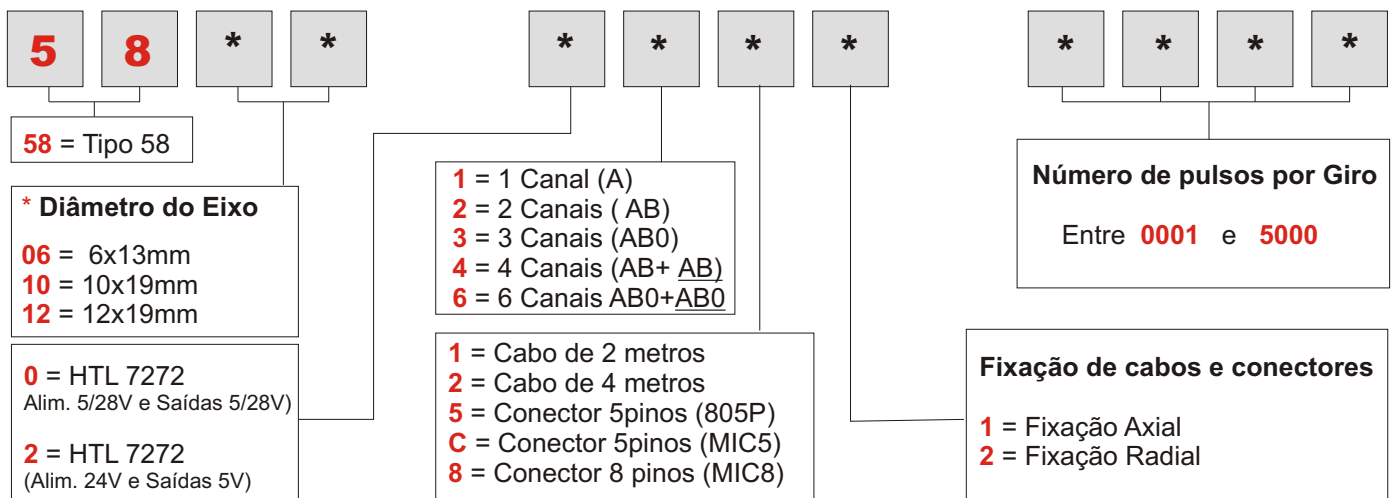 5 8 * * * * * * * * * *
58 = Tipo 58
* Diâmetro do Eixo
06 = 6x13mm
10 = 10x19mm
12 = 12x19mm
0 = HTL 7272
Alim. 5/28V e Saídas 5/28V)
2 = HTL 7272
(Alim. 24V e Saídas 5V)
1 = 1 Canal (A)
2 = 2 Canais ( AB)
3 = 3 Canais (AB0)
4 = 4 Canais (AB+ AB)
6 = 6 Canais AB0+AB0
1 = Cabo de 2 metros
2 = Cabo de 4 metros
5 = Conector 5pinos (805P)
C = Conector 5pinos (MIC5)
8 = Conector 8 pinos (MIC8)
Número de pulsos por Giro
Entre 0001 e 5000
Fixação de cabos e conectores
1 = Fixação Axial
2 = Fixação Radial